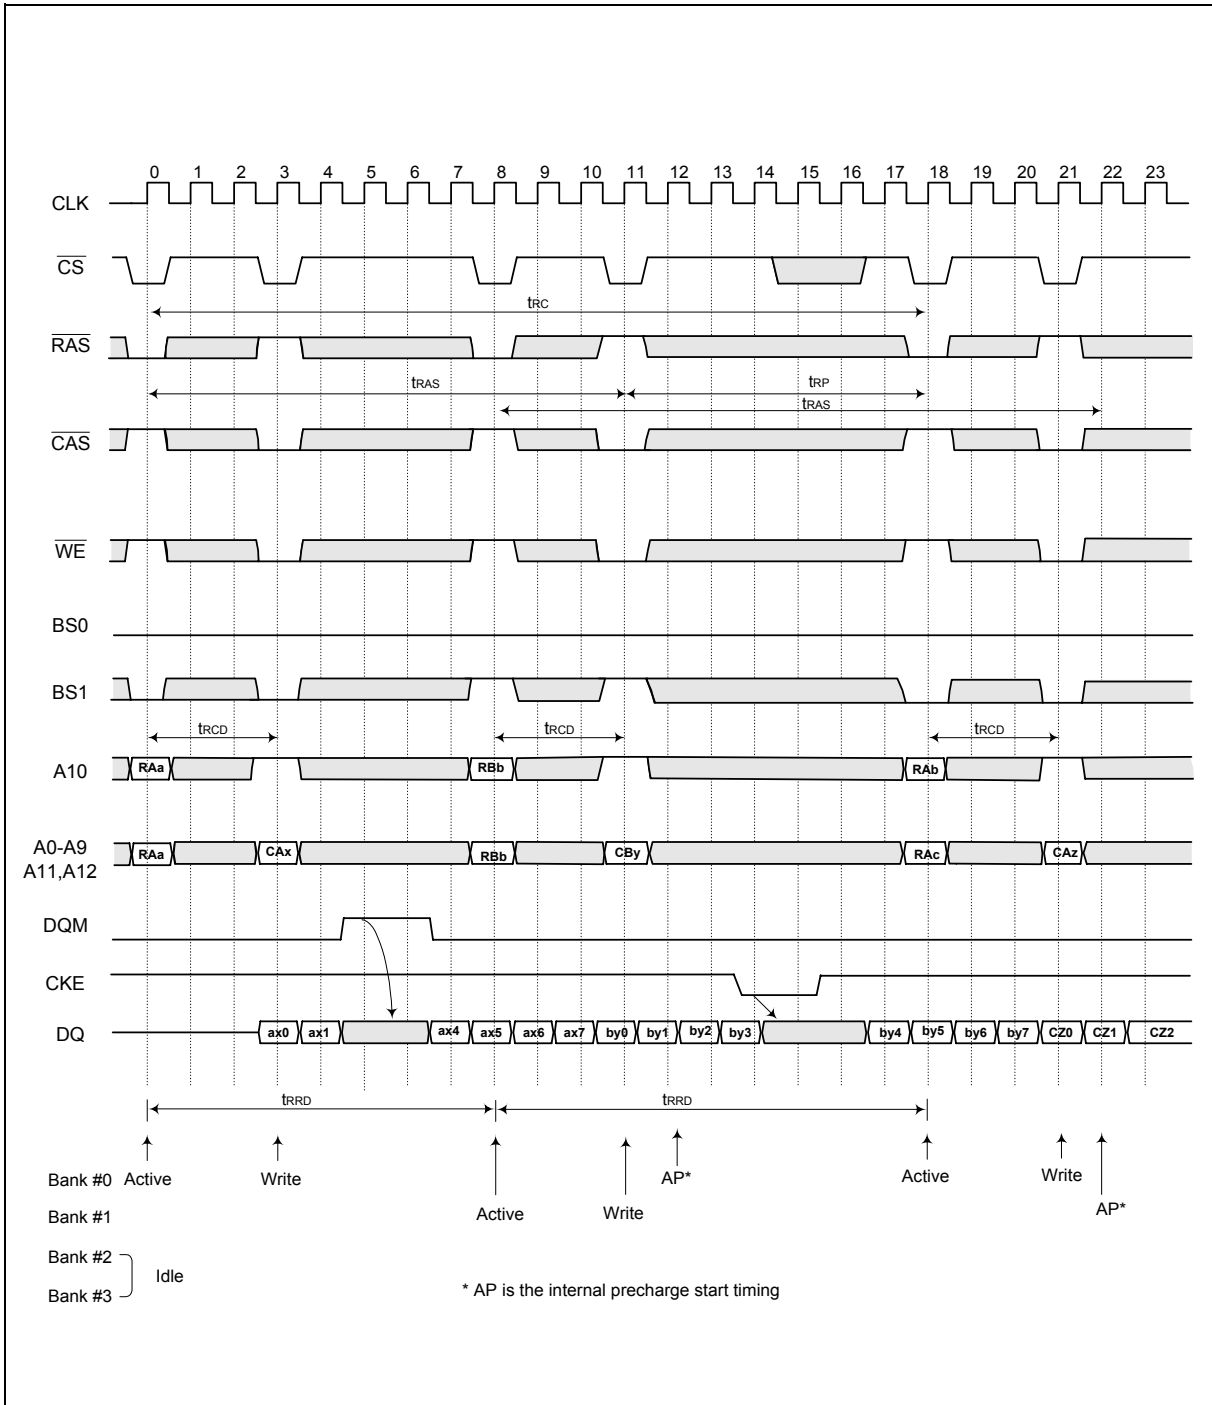 0 1 2 3 4 5 6 7 8 9 10 11 12 13 14 15 16 17 18 19 20 21 22 23
CLK
CS
tRC
RAS
tRAS tRP
tRAS
CAS
WE
BS0
BS1
tRCD tRCD tRCD
A10 RAa RBb RAb
A0-A9
A11,A12
RAa CAx RBb CBy RAc CAz
DQM
CKE
DQ ax0 ax1 ax4 ax5 ax6 ax7 by0 by1 by2 by3 by4 by5 by6 by7 CZ0 CZ1 CZ2
tRRD tRRD
Bank #0 Active Write AP* Active Write
Bank #1 Active Write AP*
Bank #2
Idle
Bank #3
* AP is the internal precharge start timing